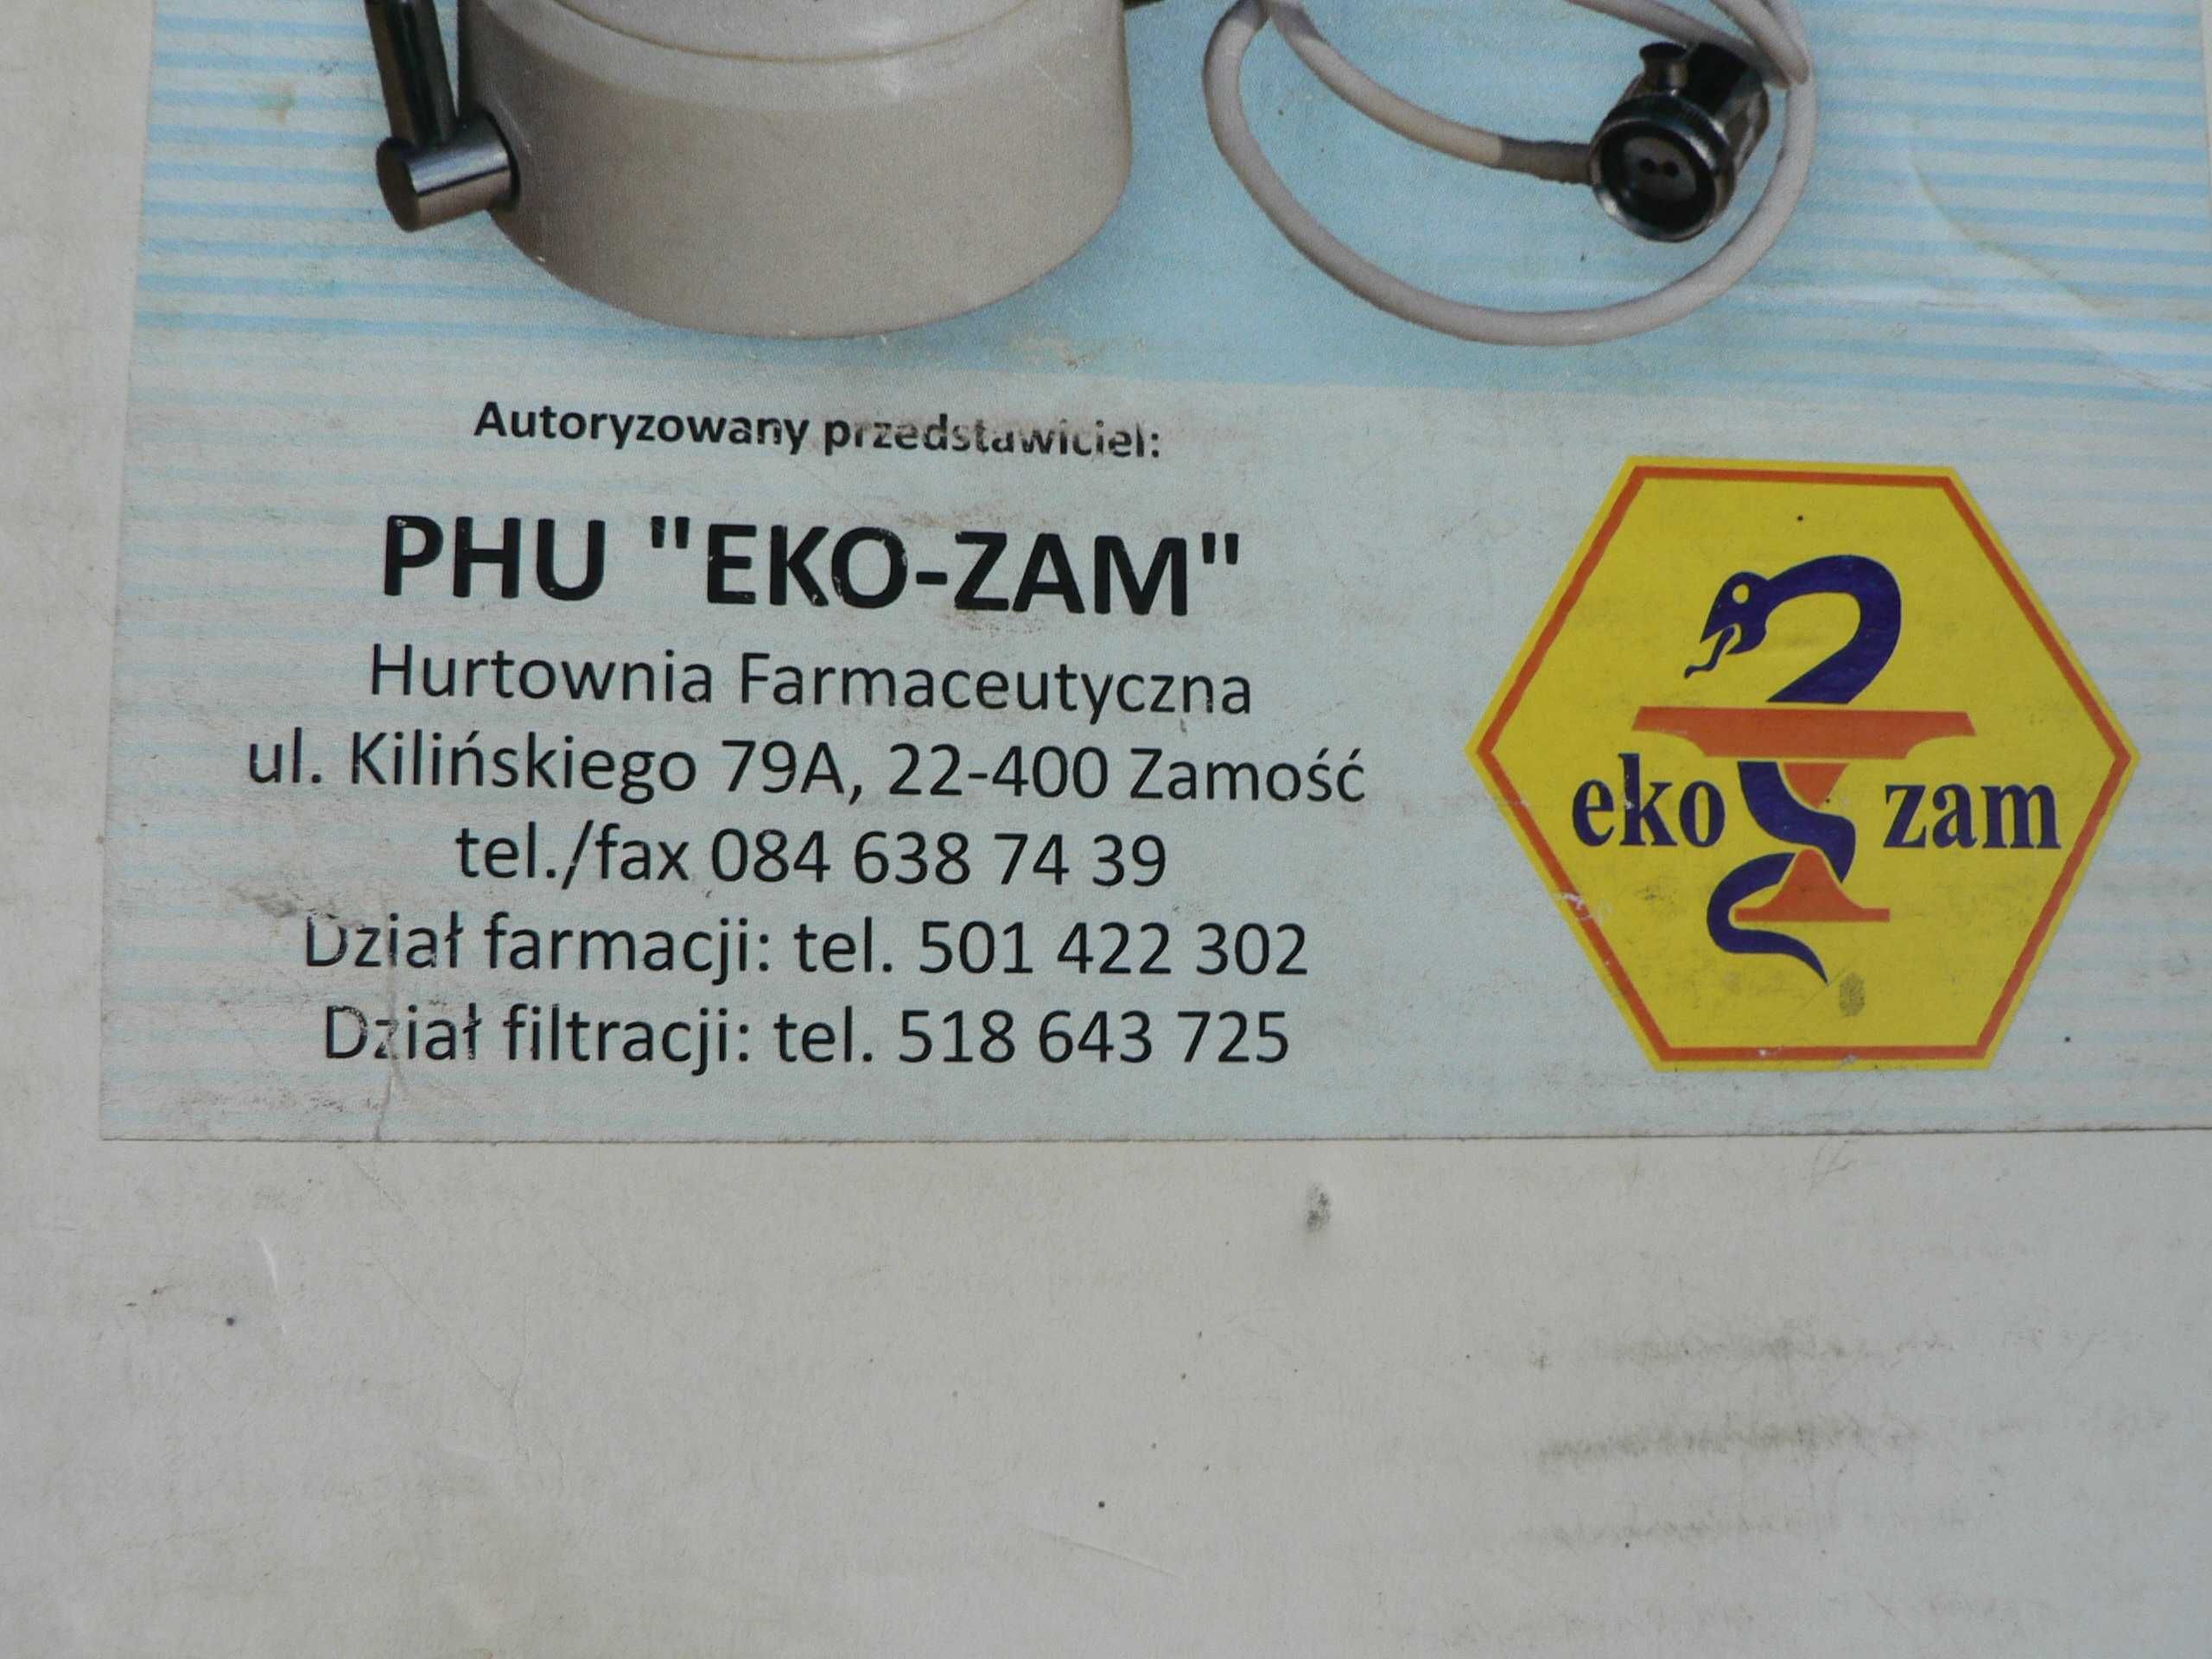 Autoryzowany przedstawiciel:
PHU "EKO-ZAM"
Hurtownia Farmaceutyczna
ul. Kilińskiego 79A, 22-400 Zamość
tel./fax 084 638 74 39
Dział farmacji: tel. 501 422 302
Dział filtracji: tel. 518 643 725
eko zam